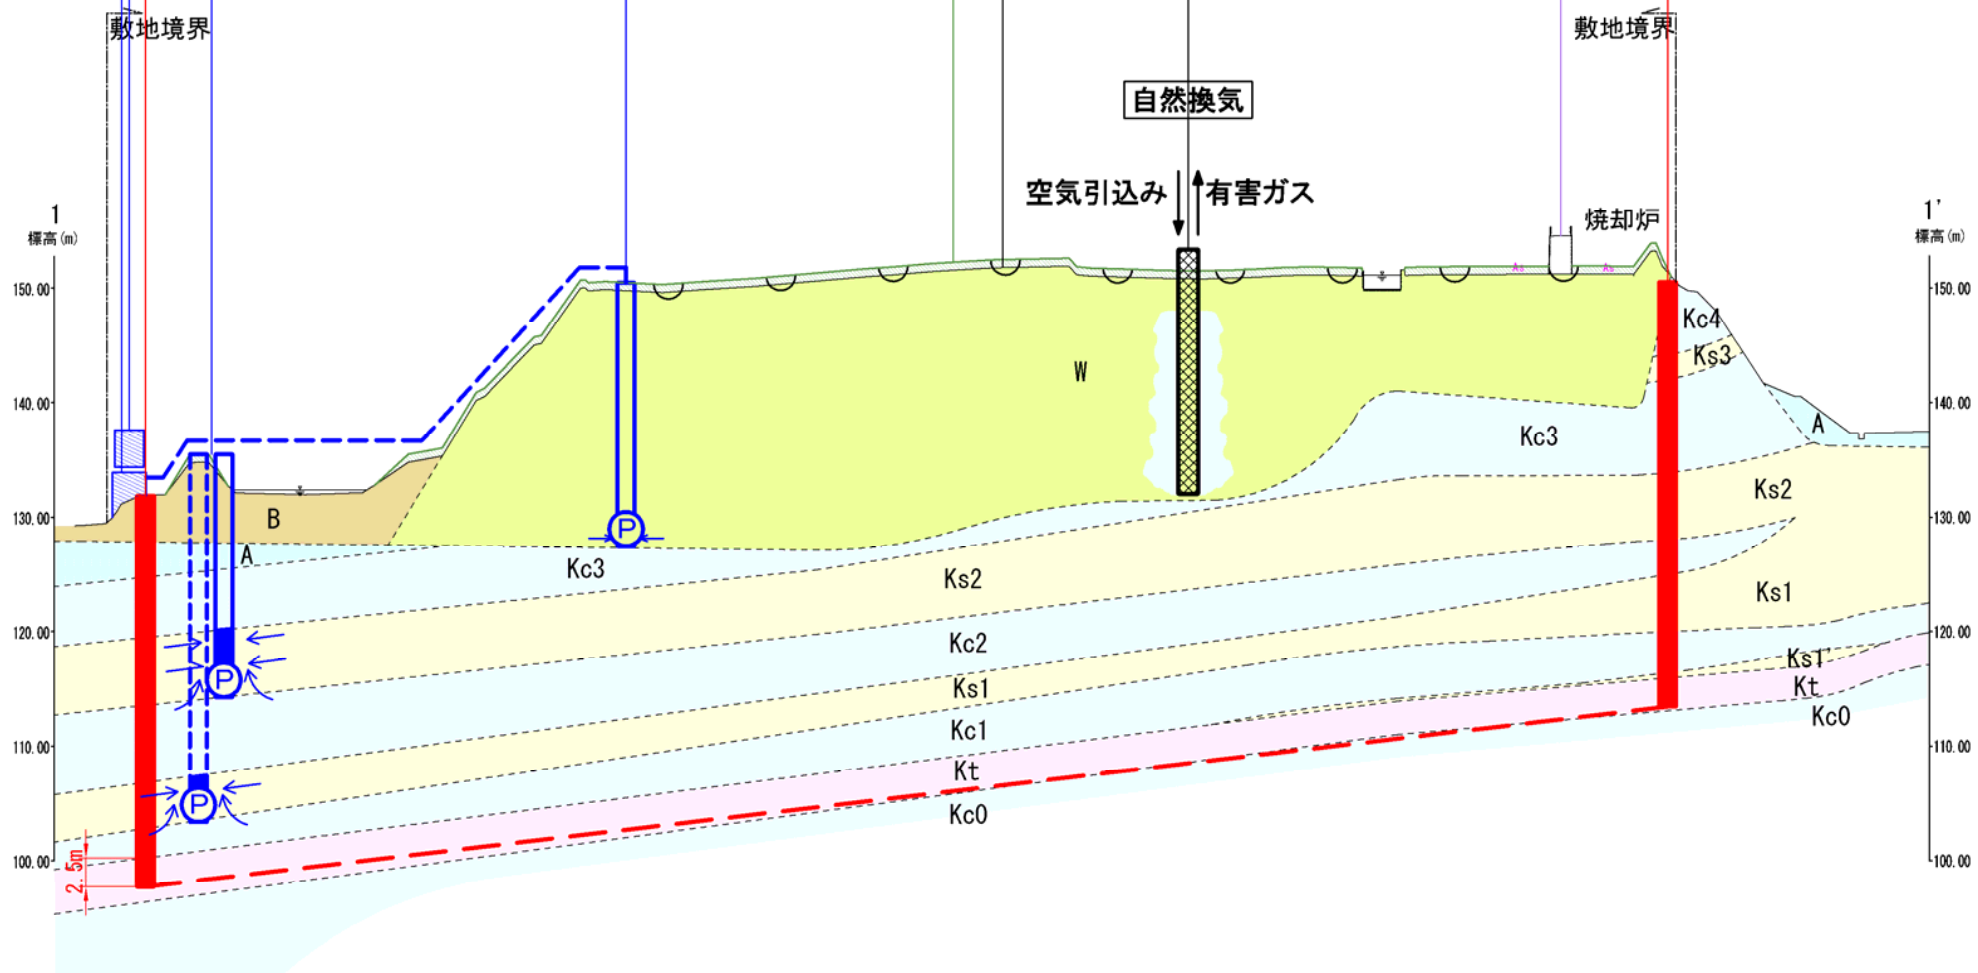 敷地境界
敷地境界
自然換気
空気引込み
有害ガス
焼却炉
1
標高(m)
1'
標高(m)
150.00
150.00
As
As
Kc4
Ks3
W
140.00
140.00
A
Kc3
Ks2
130.00
130.00
B
P
A
Kc3
Ks2
Ks1
120.00
120.00
Kc2
Ks1'
P
Ks1
Kt
Kc0
Kc1
110.00
110.00
Kt
P
Kc0
100.00
100.00
2.5m